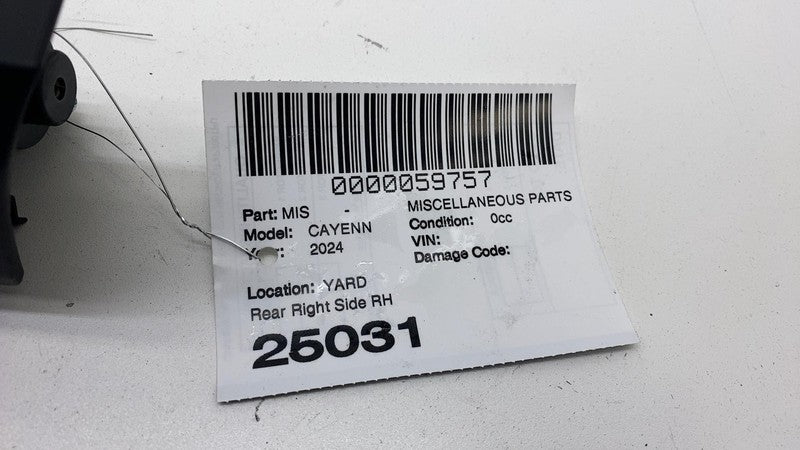 0000059757
Part: MIS - MISCELLANEOUS PARTS
Model: CAYENN Condition: 0cc
2024 VIN:
Damage Code:
Location: YARD
Rear Right Side RH
25031